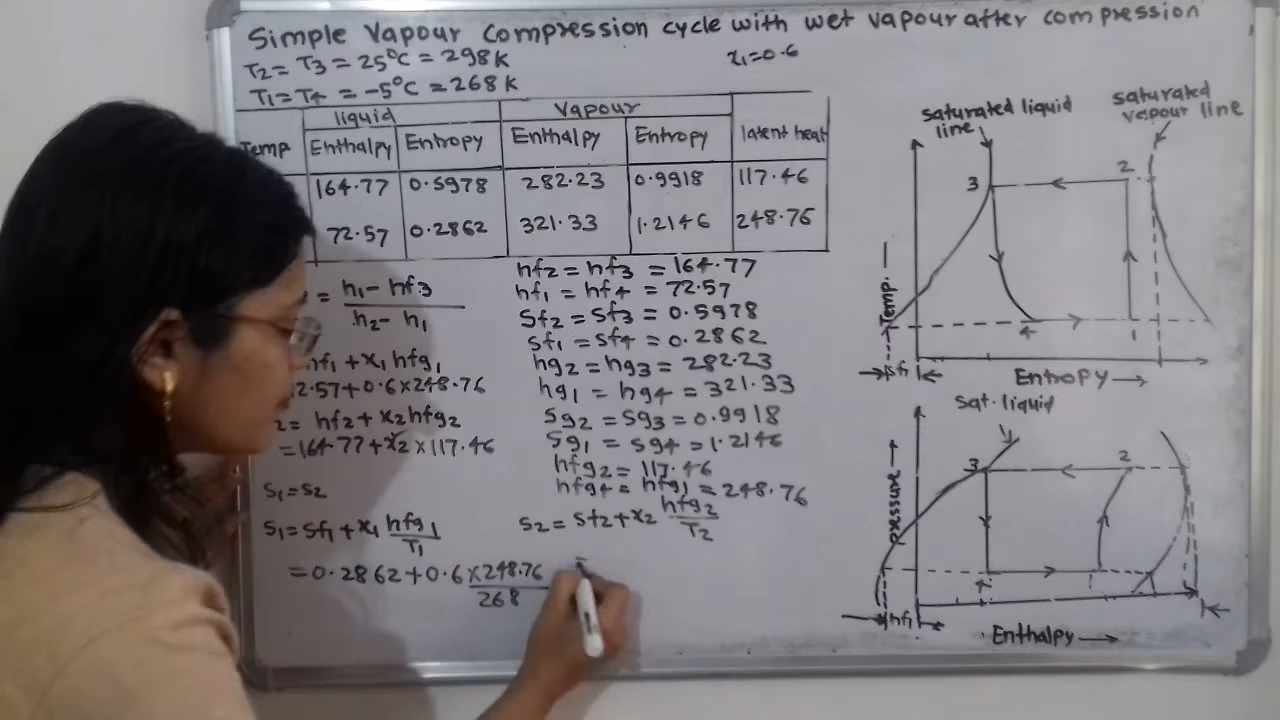 Simple Vapour Compression cycle with wet vapour after compression
T2 = T3 = 25°C = 298K
x1=0.6
T1=T4 = -5°C = 268K
liquid Vapour
Temp Enthalpy Entropy Enthalpy Entropy latent heat
164.77 0.5978 282.23 0.9918 117.46
72.57 0.2862 321.33 1.2146 248.76
= h1 - hf3
h2 - h1
hf1 + x1 hfg1
2.57+0.6×248.76
2= hf2 + x2 hfg2
=164.77+x2×117.46
S1=S2
S1= Sf1 + x1 hfg1
T1
=0.2862+0.6×248.76
268
hf2 = hf3 = 164.77
hf1 = hf4 = 72.57
Sf2 = Sf3 = 0.5978
Sf1 = Sf4 = 0.2862
hg2 = hg3 = 282.23
hg1 = hg4 = 321.33
Sg2 = Sg3 = 0.9918
Sg1 = Sg4 = 1.2146
hfg2 = 117.46
hfg4 = hfg1 = 248.76
S2 = Sf2 + x2 hfg2
T2
saturated liquid
line
saturated
vapour line
3
2
4
1
Temp.
Sf1
Entropy
Sat. liquid
3
2
4
1
Pressure
hf1
Enthalpy